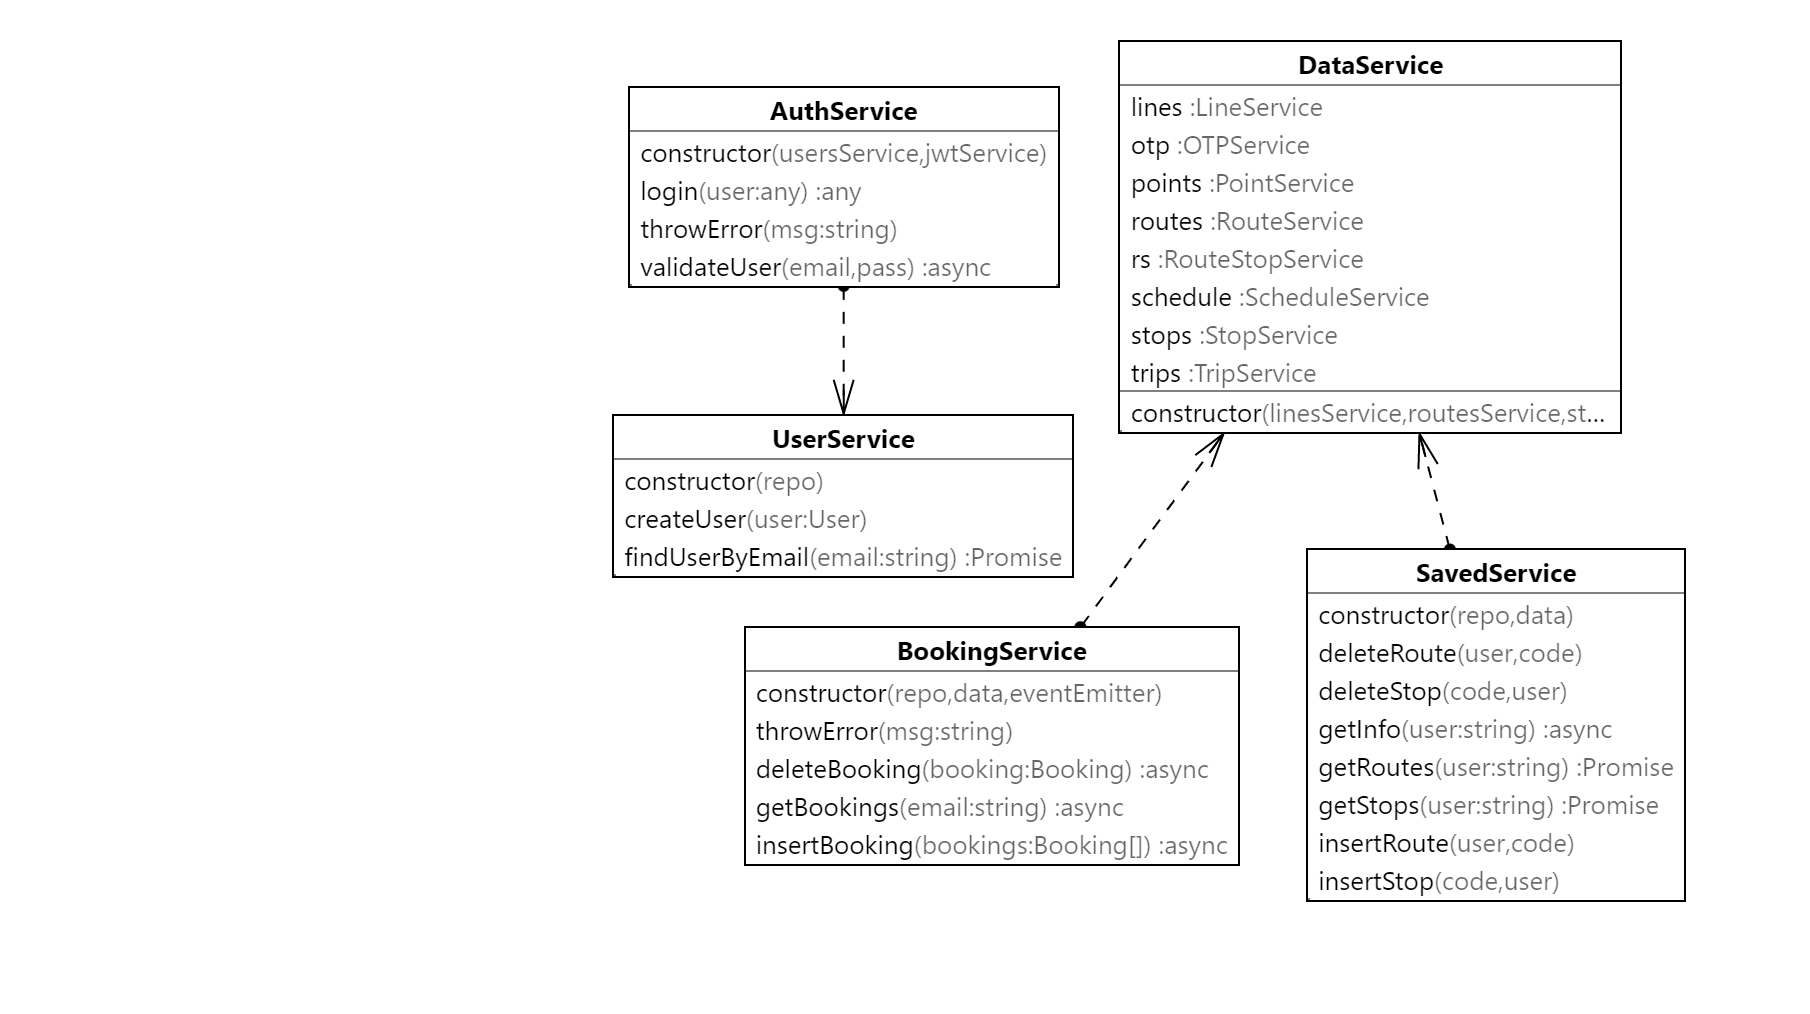 AuthService
constructor(usersService,jwtService)
login(user:any) :any
throwError(msg:string)
validateUser(email,pass) :async
DataService
lines :LineService
otp :OTPService
points :PointService
routes :RouteService
rs :RouteStopService
schedule :ScheduleService
stops :StopService
trips :TripService
constructor(linesService,routesService,st...
UserService
constructor(repo)
createUser(user:User)
findUserByEmail(email:string) :Promise
BookingService
constructor(repo,data,eventEmitter)
throwError(msg:string)
deleteBooking(booking:Booking) :async
getBookings(email:string) :async
insertBooking(bookings:Booking[]) :async
SavedService
constructor(repo,data)
deleteRoute(user,code)
deleteStop(code,user)
getInfo(user:string) :async
getRoutes(user:string) :Promise
getStops(user:string) :Promise
insertRoute(user,code)
insertStop(code,user)